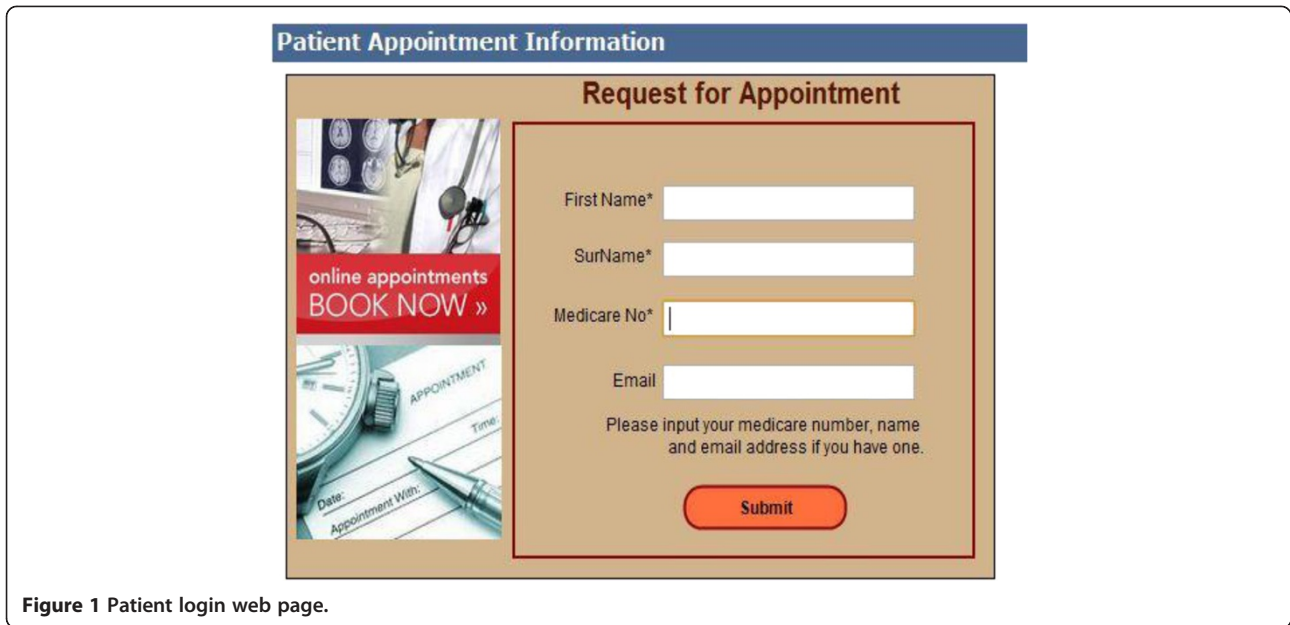 Patient Appointment Information
Request for Appointment
online appointments
BOOK NOW »
APPOINTMENT
Time:
Date:
Appointment With:
First Name*
SurName*
Medicare No*
Email
Please input your medicare number, name
and email address if you have one.
Submit
Figure 1 Patient login web page.